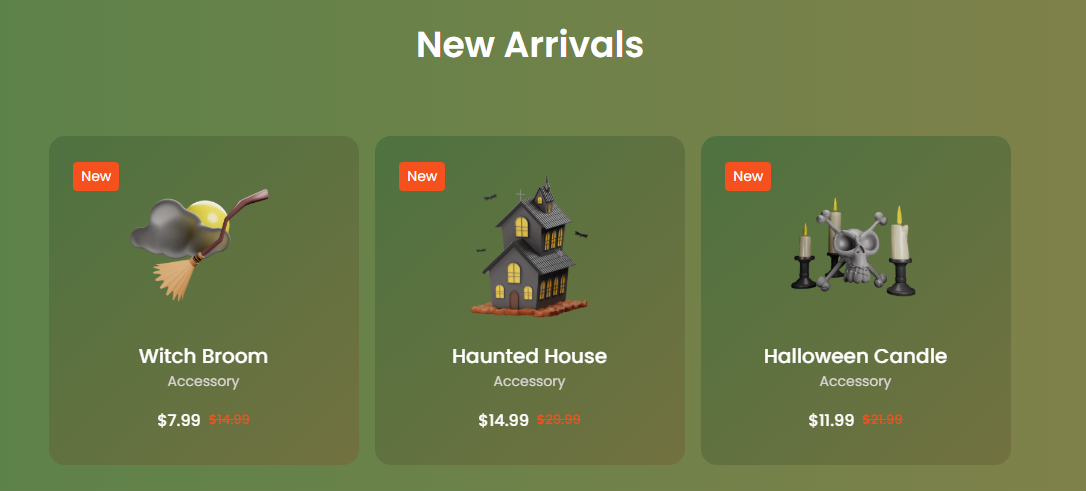 New Arrivals
New
New
New
Witch Broom
Haunted House
Halloween Candle
Accessory
Accessory
Accessory
$7.99 $14.99
$14.99 $29.99
$11.99 $21.99